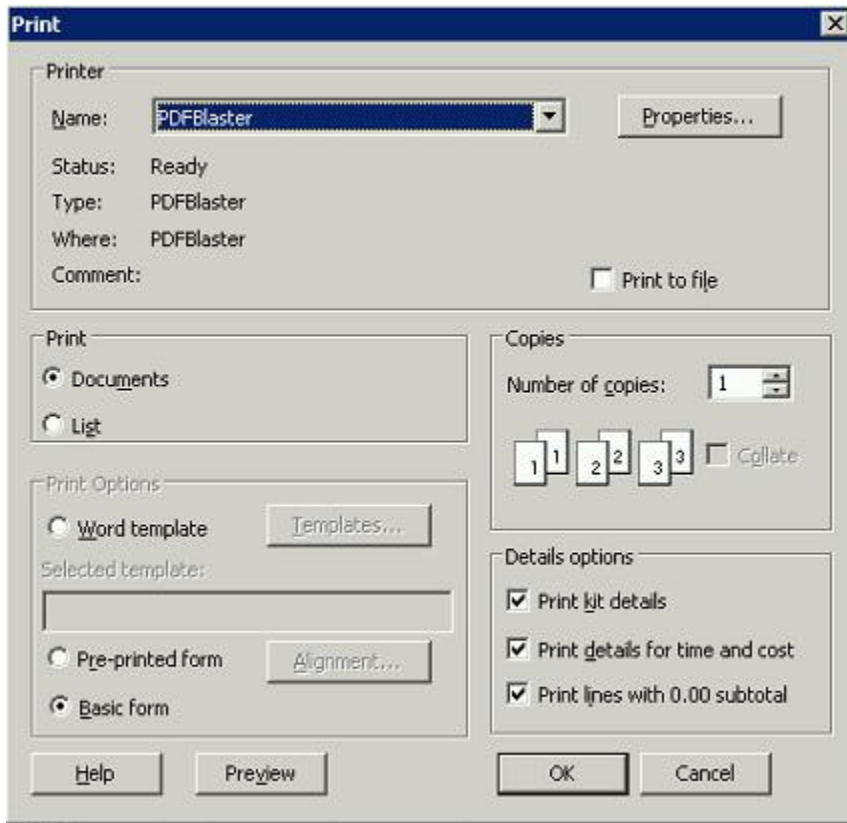 Print
Printer
Name: PDFBlaster Properties...
Status: Ready
Type: PDFBlaster
Where: PDFBlaster
Comment: Print to file
Print
Documents
List
Copies
Number of copies: 1
1 1 2 2 3 3 Collate
Print Options
Word template Templates...
Selected template:
Pre-printed form Alignment...
Basic form
Details options
Print kit details
Print details for time and cost
Print lines with 0.00 subtotal
Help Preview OK Cancel